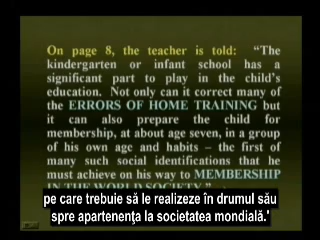 On page 8, the teacher is told: "The
kindergarten or infant school has a
significant part to play in the child's
education. Not only can it correct many of
the ERRORS OF HOME TRAINING but
it can also prepare the child for
membership, at about age seven, in a group
of his own age and habits – the first of
many such social identifications that he
must achieve on his way to MEMBERSHIP
IN THE WORLD SOCIETY."
pe care trebuie să le realizeze în drumul său
spre apartenenţa la societatea mondială.'